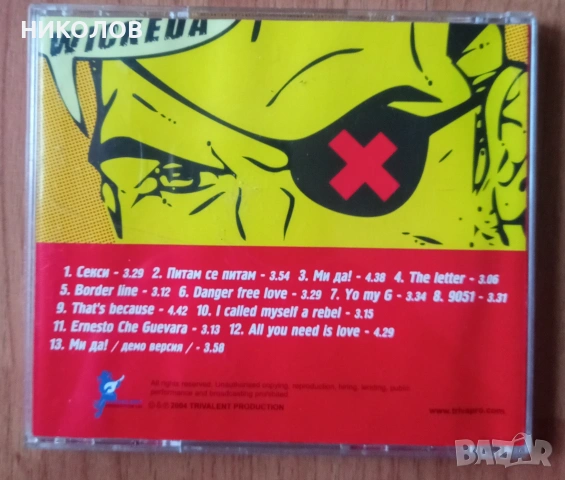 НИКОЛОВ
WICKEDA
1. Секси - 3.29 2. Питам се питам - 3.54 3. Ми да! - 4.38 4. The letter - 3.06
5. Border line - 3.12 6. Danger free love - 3.29 7. Yo my G - 3.34 8. 9051 - 3.31
9. That's because - 4.42 10. I called myself a rebel - 3.15
11. Ernesto Che Guevara - 3.13 12. All you need is love - 4.29
13. Ми да! / демо версия / - 3.58
All rights reserved, unauthorised copying, reproduction, hiring, lending, public
performance and broadcasting prohibited.
2004 TRIVALENT PRODUCTION
bazar